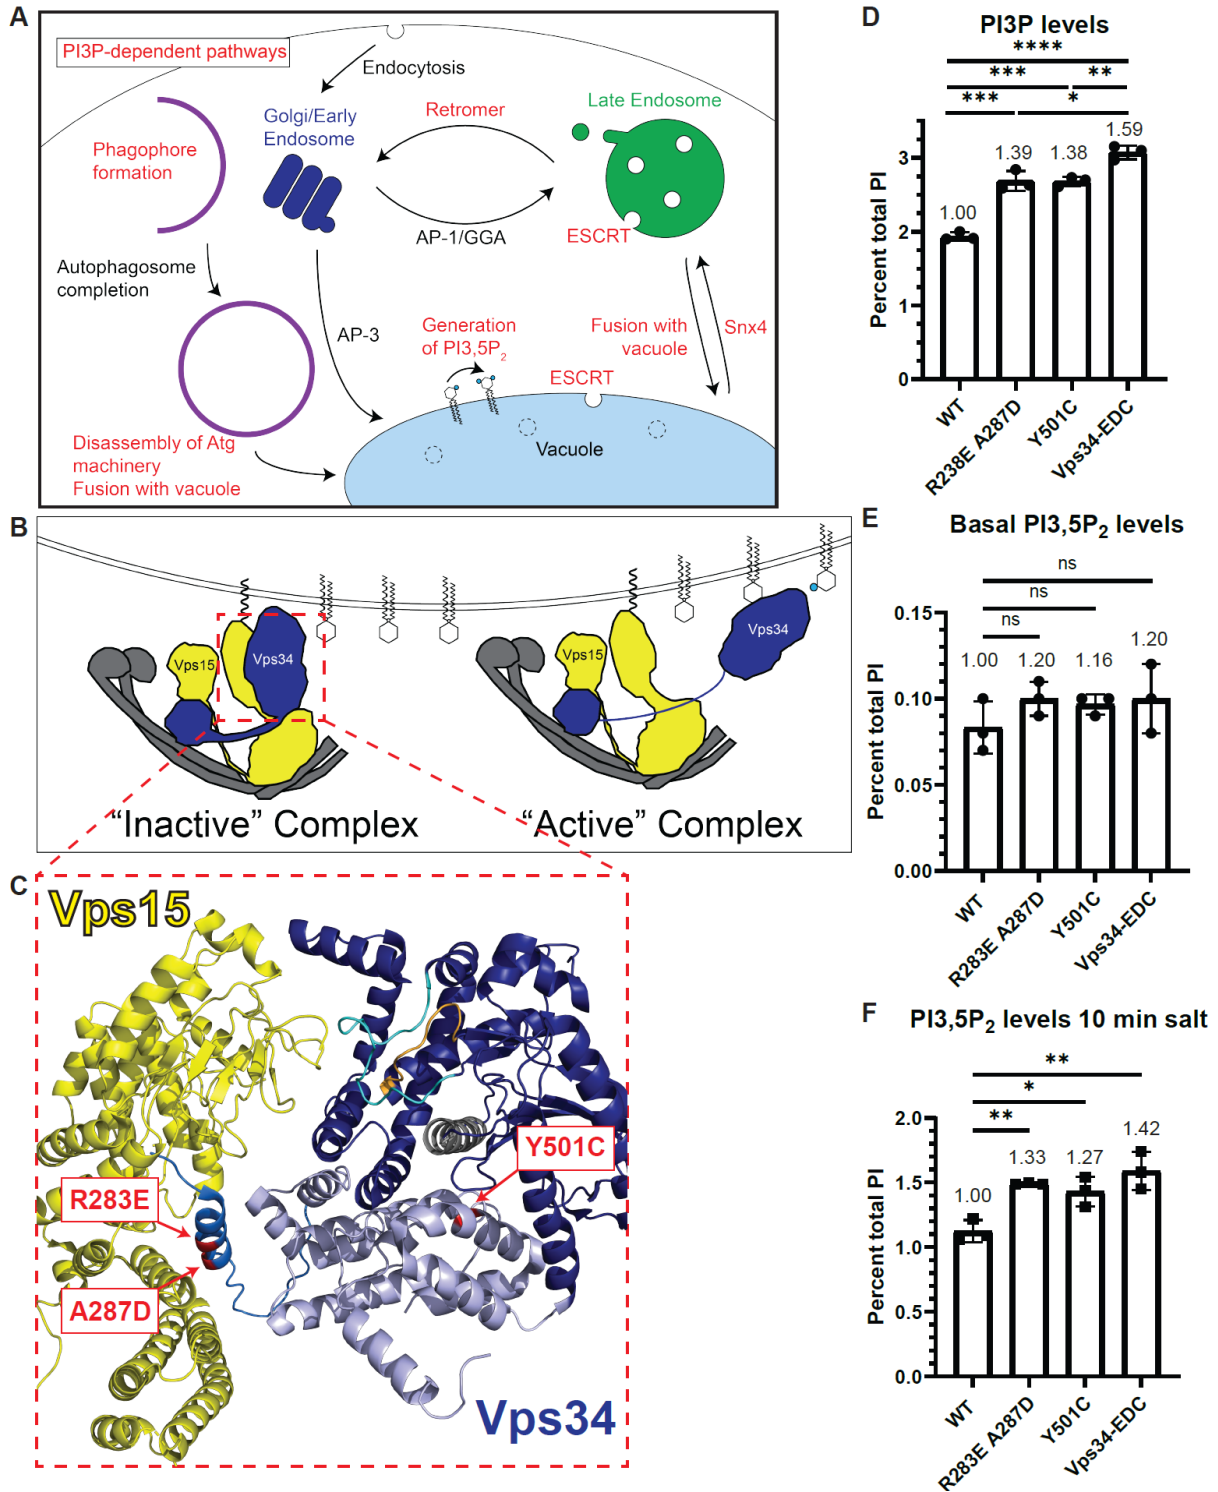 A
PI3P-dependent pathways
Endocytosis
Golgi/Early
Endosome
Retromer
Late Endosome
Phagophore
formation
AP-1/GGA
ESCRT
Autophagosome
completion
AP-3
Generation
of PI3,5P2
Fusion with
vacuole
Snx4
ESCRT
Disassembly of Atg
machinery
Fusion with vacuole
Vacuole
B
Vps15
Vps34
"Inactive" Complex
Vps15
Vps34
"Active" Complex
C
Vps15
Y501C
R283E
A287D
Vps34
D
PI3P levels
****
*** **
*** *
Percent total PI
3
2
1
0
1.00
1.39
1.38
1.59
WT
R238E A287D
Y501C
Vps34-EDC
E
Basal PI3,5P2 levels
ns
ns
ns
Percent total PI
0.15
0.10
0.05
0.00
1.00
1.20
1.16
1.20
WT
R283E A287D
Y501C
Vps34-EDC
F
PI3,5P2 levels 10 min salt
**
*
**
Percent total PI
2.0
1.5
1.0
0.5
0.0
1.00
1.33
1.27
1.42
WT
R283E A287D
Y501C
Vps34-EDC